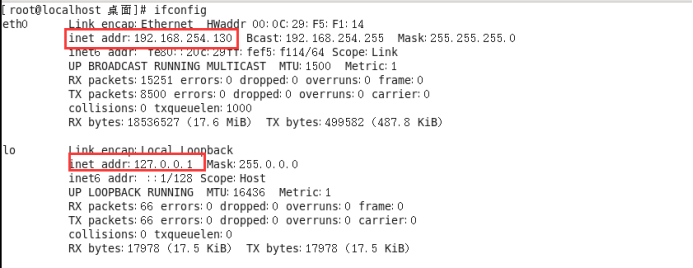 [root@localhost 桌面]# ifconfig
eth0 Link encap:Ethernet HWaddr 00:0C:29:F5:F1:14
inet addr:192.168.254.130 Bcast:192.168.254.255 Mask:255.255.255.0
inet6 addr: fe80::20c:29ff:fef5:f114/64 Scope:Link
UP BROADCAST RUNNING MULTICAST MTU:1500 Metric:1
RX packets:15251 errors:0 dropped:0 overruns:0 frame:0
TX packets:8500 errors:0 dropped:0 overruns:0 carrier:0
collisions:0 txqueuelen:1000
RX bytes:18536527 (17.6 MiB) TX bytes:499582 (487.8 KiB)
lo Link encap:Local Loopback
inet addr:127.0.0.1 Mask:255.0.0.0
inet6 addr: ::1/128 Scope:Host
UP LOOPBACK RUNNING MTU:16436 Metric:1
RX packets:66 errors:0 dropped:0 overruns:0 frame:0
TX packets:66 errors:0 dropped:0 overruns:0 carrier:0
collisions:0 txqueuelen:0
RX bytes:17978 (17.5 KiB) TX bytes:17978 (17.5 KiB)